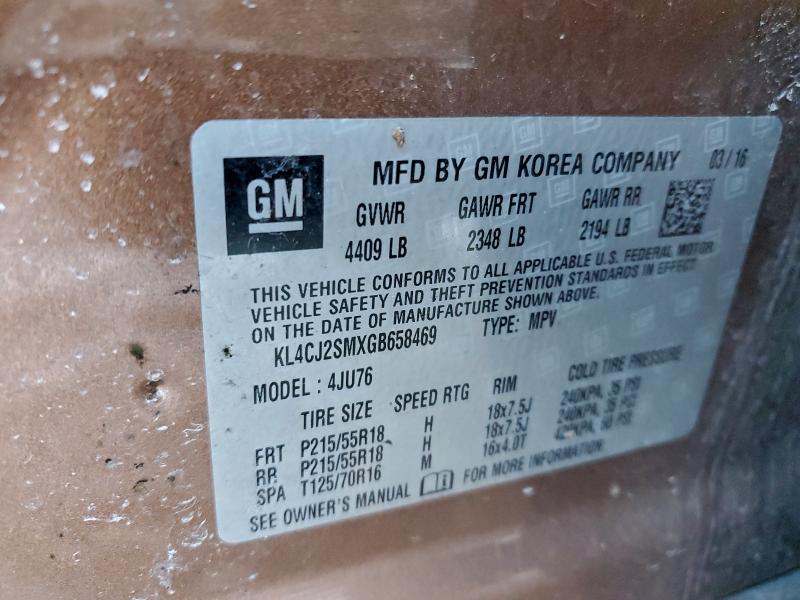 GM
MFD BY GM KOREA COMPANY 03/16
GVWR GAWR FRT GAWR RR
4409 LB 2348 LB 2194 LB
THIS VEHICLE CONFORMS TO ALL APPLICABLE U.S. FEDERAL MOTOR
VEHICLE SAFETY AND THEFT PREVENTION STANDARDS IN EFFECT
ON THE DATE OF MANUFACTURE SHOWN ABOVE.
KL4CJ2SMXGB658469 TYPE: MPV
MODEL : 4JU76
TIRE SIZE SPEED RTG RIM COLD TIRE PRESSURE
FRT P215/55R18 H 18x7.5J 240KPA, 35 PSI
RR P215/55R18 H 18x7.5J 240KPA, 35 PSI
SPA T125/70R16 M 16x4.0T 420KPA, 60 PSI
SEE OWNER'S MANUAL FOR MORE INFORMATION